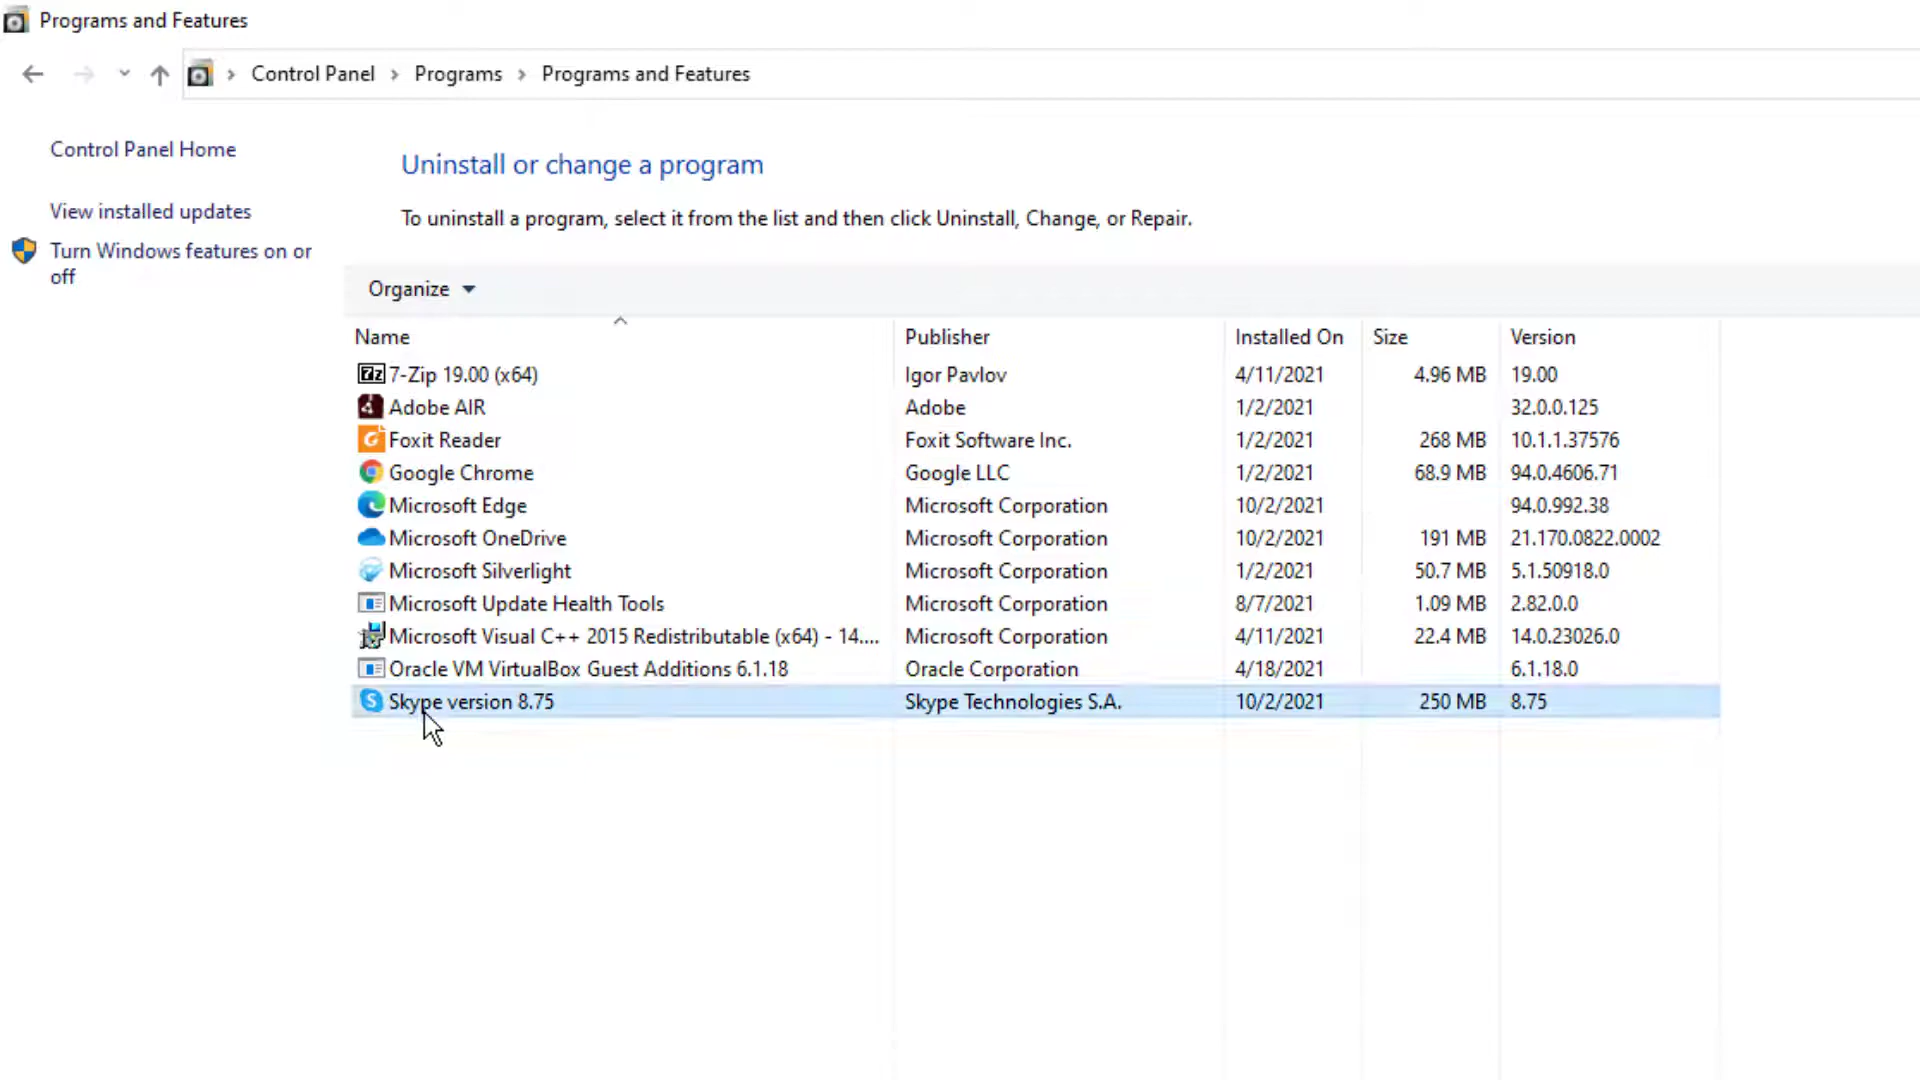 Programs and Features
Control Panel > Programs > Programs and Features
Control Panel Home
View installed updates
Turn Windows features on or
off
Uninstall or change a program
To uninstall a program, select it from the list and then click Uninstall, Change, or Repair.
Organize
Name Publisher Installed On Size Version
7-Zip 19.00 (x64) Igor Pavlov 4/11/2021 4.96 MB 19.00
Adobe AIR Adobe 1/2/2021 32.0.0.125
Foxit Reader Foxit Software Inc. 1/2/2021 268 MB 10.1.1.37576
Google Chrome Google LLC 1/2/2021 68.9 MB 94.0.4606.71
Microsoft Edge Microsoft Corporation 10/2/2021 94.0.992.38
Microsoft OneDrive Microsoft Corporation 10/2/2021 191 MB 21.170.0822.0002
Microsoft Silverlight Microsoft Corporation 1/2/2021 50.7 MB 5.1.50918.0
Microsoft Update Health Tools Microsoft Corporation 8/7/2021 1.09 MB 2.82.0.0
Microsoft Visual C++ 2015 Redistributable (x64) - 14.... Microsoft Corporation 4/11/2021 22.4 MB 14.0.23026.0
Oracle VM VirtualBox Guest Additions 6.1.18 Oracle Corporation 4/18/2021 6.1.18.0
Skype version 8.75 Skype Technologies S.A. 10/2/2021 250 MB 8.75